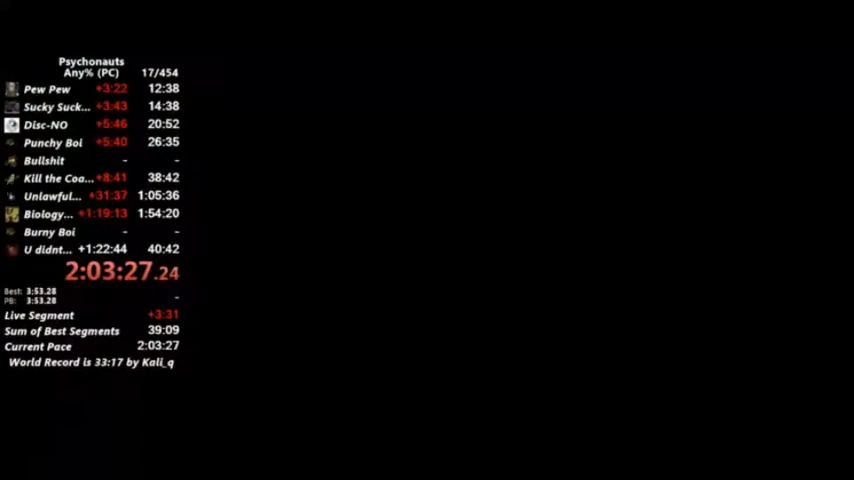 Psychonauts
Any% (PC) 17/454
Pew Pew +3:22 12:38
Sucky Suck... +3:43 14:38
Disc-NO +5:46 20:52
Punchy Boi +5:40 26:35
Bullshit - -
Kill the Coa... +8:41 38:42
Unlawful... +31:37 1:05:36
Biology... +1:19:13 1:54:20
Burny Boi - -
U didnt... +1:22:44 40:42
2:03:27.24
Best: 3:53.28
PB: 3:53.28 -
Live Segment +3:31
Sum of Best Segments 39:09
Current Pace 2:03:27
World Record is 33:17 by Kali_q